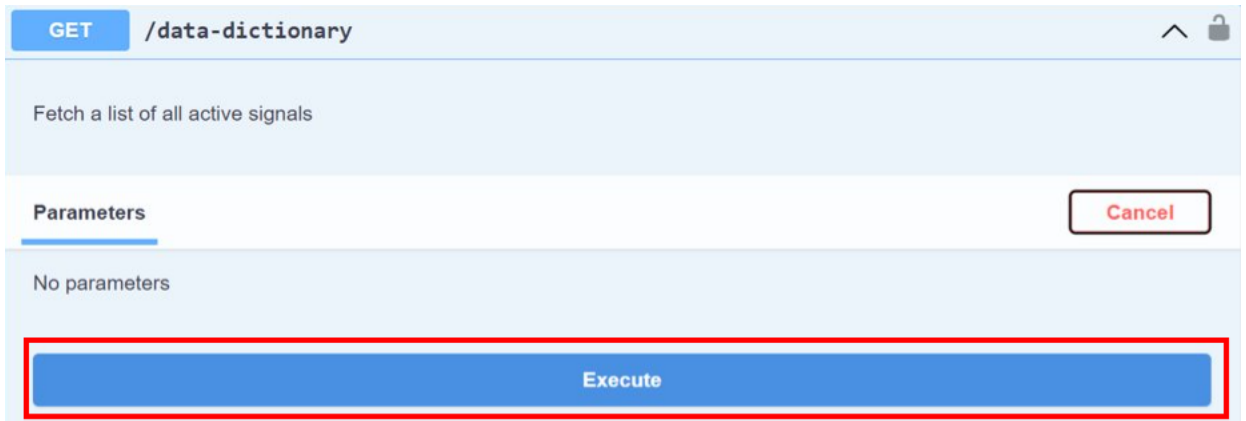 GET /data-dictionary
Fetch a list of all active signals
Parameters
Cancel
No parameters
Execute